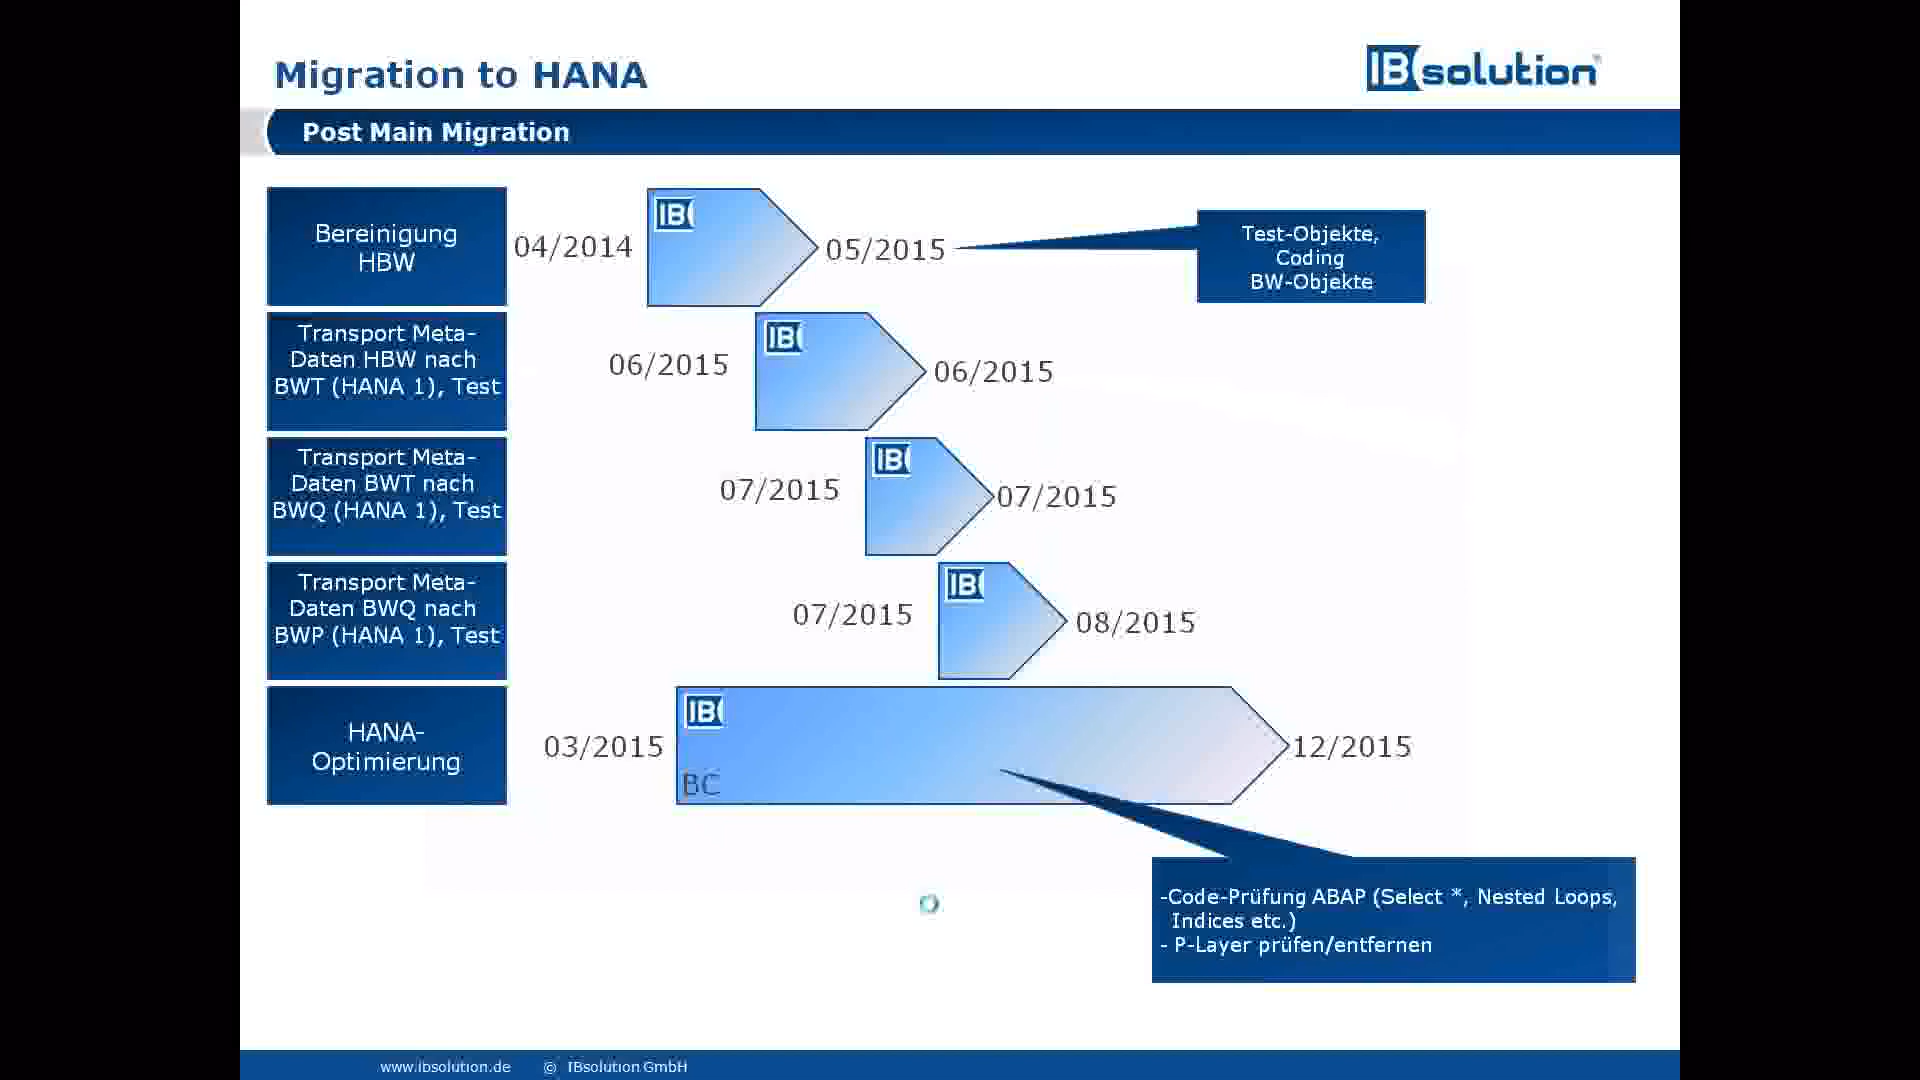 Migration to HANA
IBsolution
Post Main Migration
Bereinigung
HBW
04/2014
IB
05/2015
Test-Objekte,
Coding
BW-Objekte
Transport Meta-
Daten HBW nach
BWT (HANA 1), Test
06/2015
IB
06/2015
Transport Meta-
Daten BWT nach
BWQ (HANA 1), Test
07/2015
IB
07/2015
Transport Meta-
Daten BWQ nach
BWP (HANA 1), Test
07/2015
IB
08/2015
HANA-
Optimierung
03/2015
IB
BC
12/2015
-Code-Prüfung ABAP (Select *, Nested Loops,
Indices etc.)
- P-Layer prüfen/entfernen
www.ibsolution.de © IBsolution GmbH